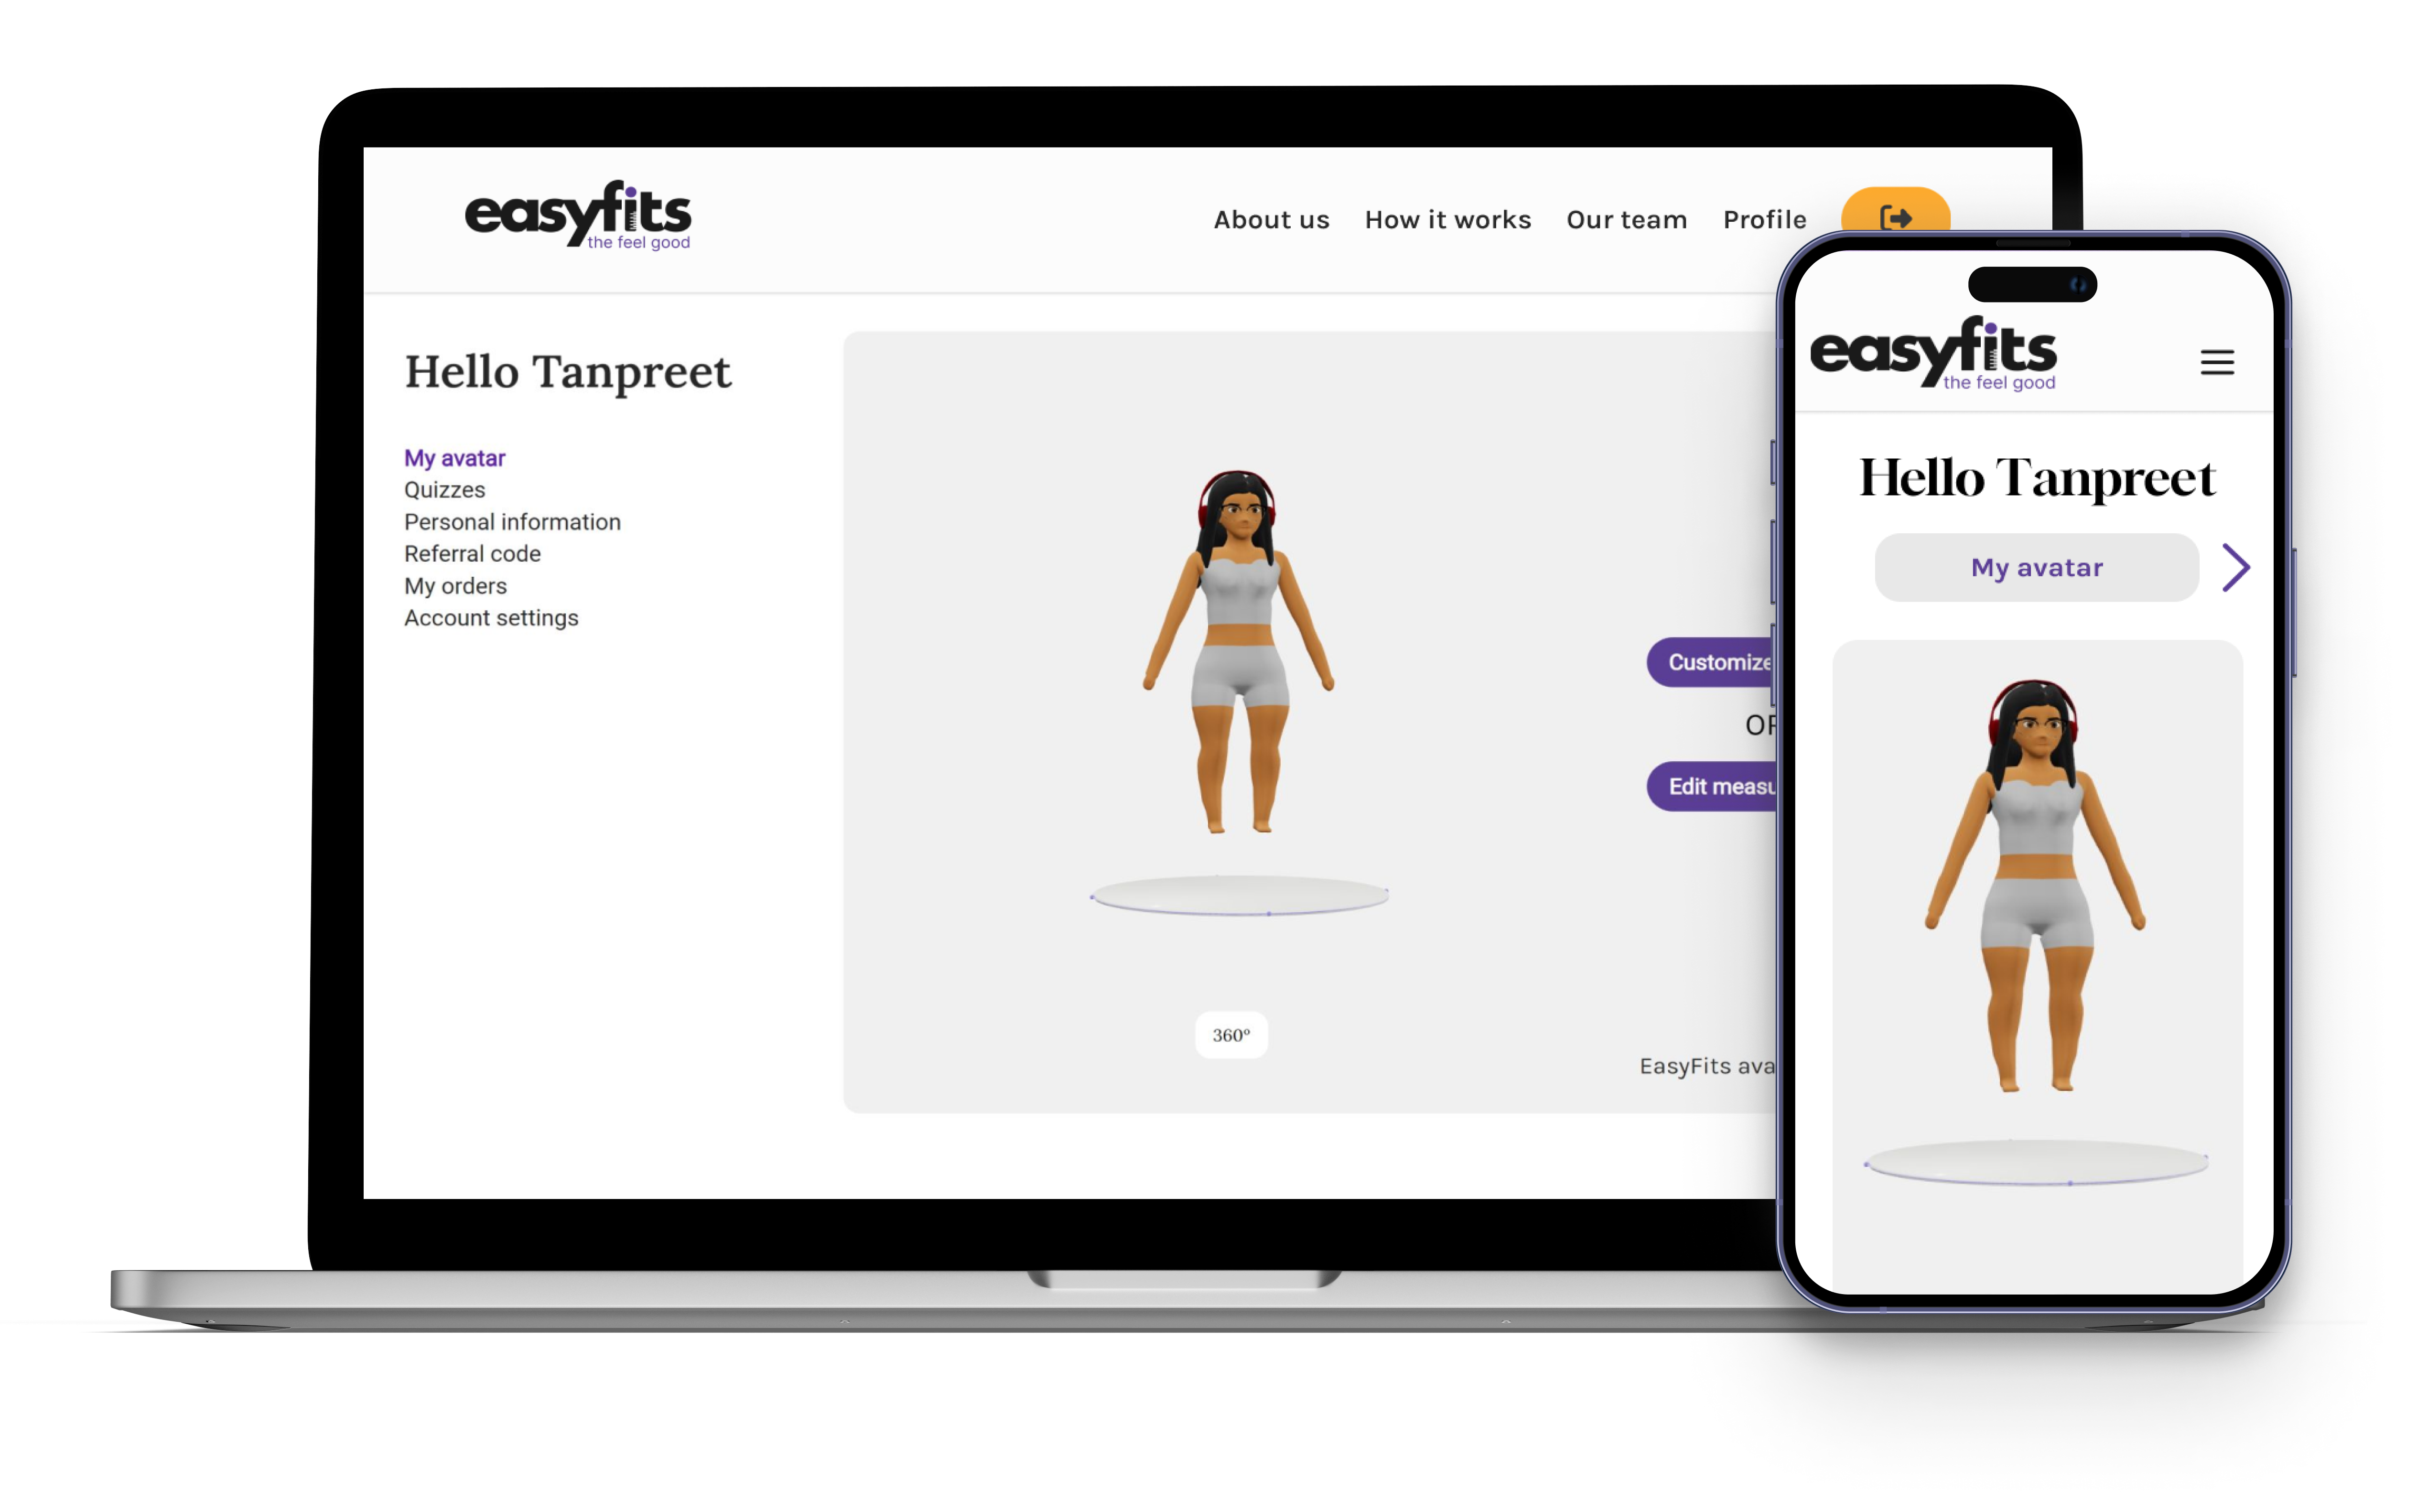 easyfits
the feel good
About us How it works Our team Profile
Hello Tanpreet
My avatar
Quizzes
Personal information
Referral code
My orders
Account settings
Customize
OR
Edit measu
360°
EasyFits ava
easyfits
the feel good
Hello Tanpreet
My avatar